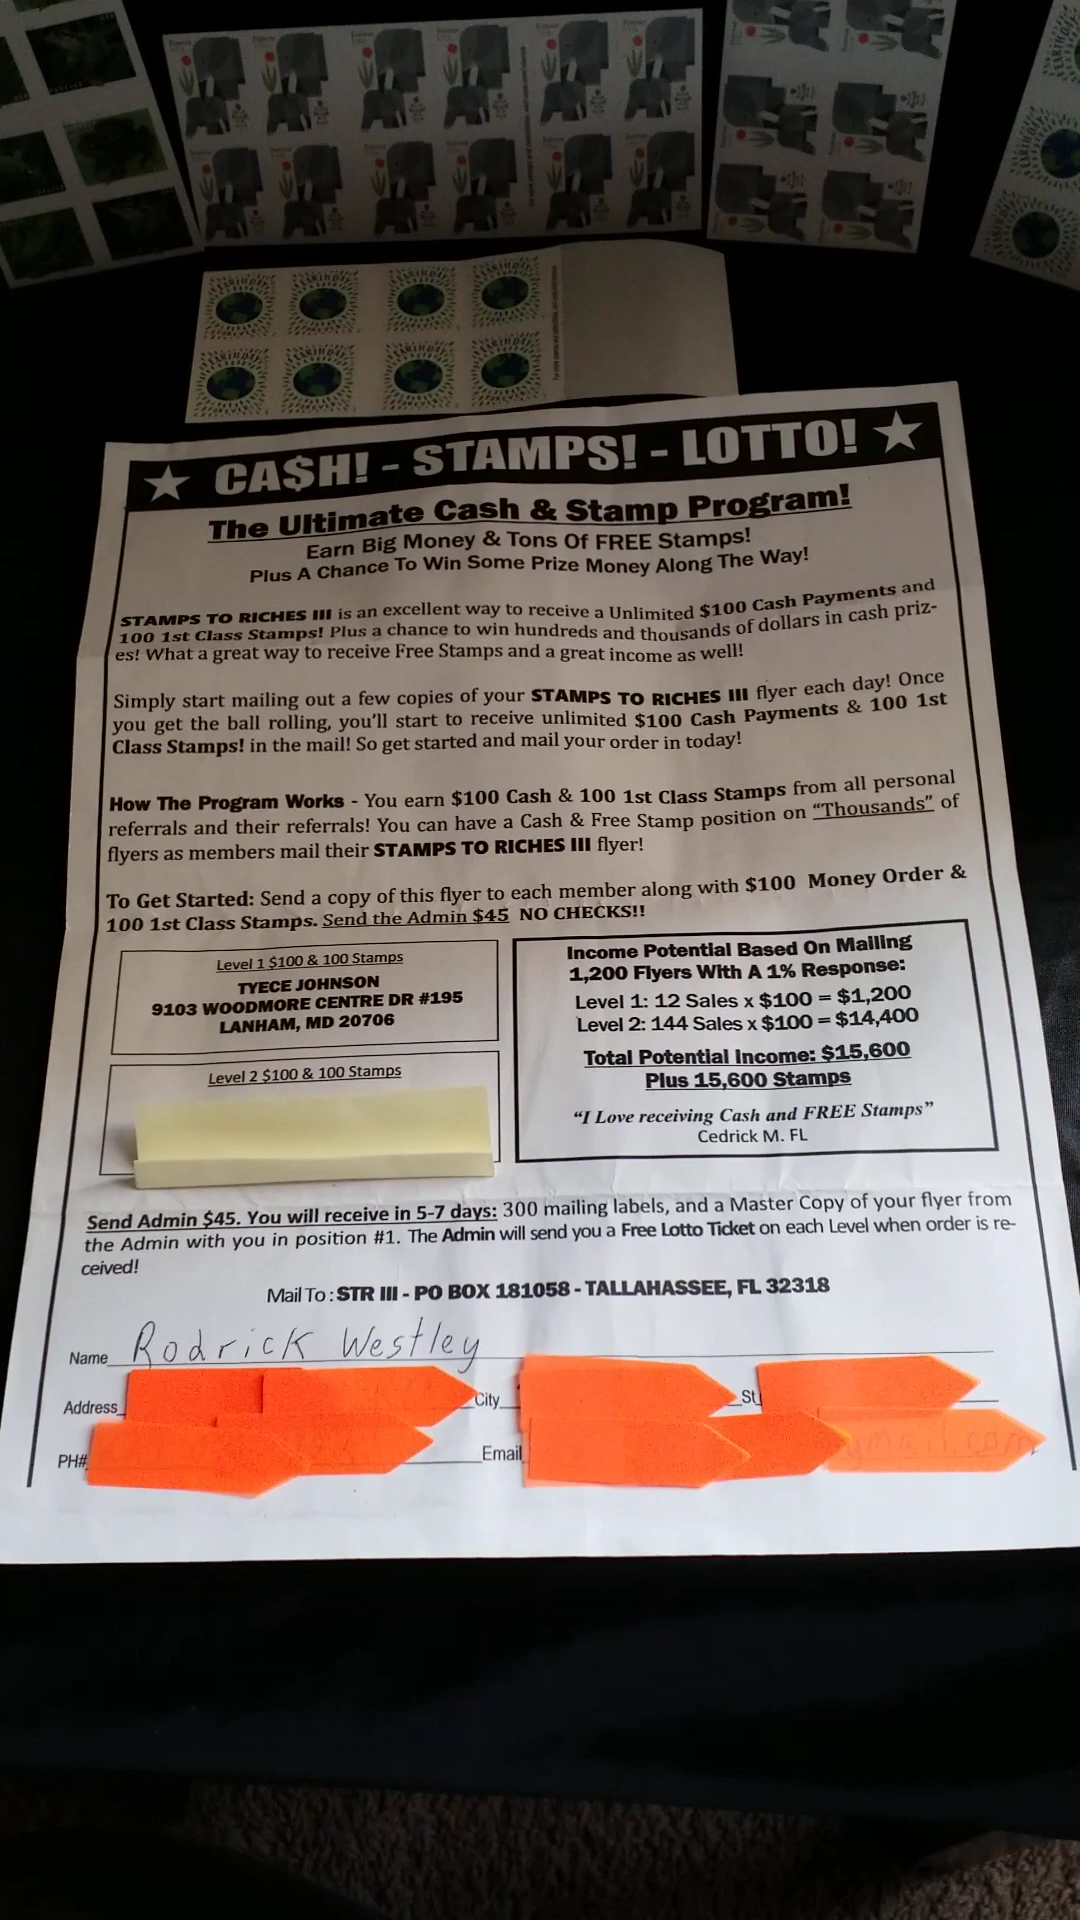 ★ CA$H! - STAMPS! - LOTTO! ★
The Ultimate Cash & Stamp Program!
Earn Big Money & Tons Of FREE Stamps!
Plus A Chance To Win Some Prize Money Along The Way!
STAMPS TO RICHES III is an excellent way to receive a Unlimited $100 Cash Payments and
100 1st Class Stamps! Plus a chance to win hundreds and thousands of dollars in cash priz-
es! What a great way to receive Free Stamps and a great income as well!
Simply start mailing out a few copies of your STAMPS TO RICHES III flyer each day! Once
you get the ball rolling, you'll start to receive unlimited $100 Cash Payments & 100 1st
Class Stamps! in the mail! So get started and mail your order in today!
How The Program Works - You earn $100 Cash & 100 1st Class Stamps from all personal
referrals and their referrals! You can have a Cash & Free Stamp position on "Thousands" of
flyers as members mail their STAMPS TO RICHES III flyer!
To Get Started: Send a copy of this flyer to each member along with $100 Money Order &
100 1st Class Stamps. Send the Admin $45 NO CHECKS!!
Level 1 $100 & 100 Stamps
TYECE JOHNSON
9103 WOODMORE CENTRE DR #195
LANHAM, MD 20706
Level 2 $100 & 100 Stamps
Income Potential Based On Mailing
1,200 Flyers With A 1% Response:
Level 1: 12 Sales x $100 = $1,200
Level 2: 144 Sales x $100 = $14,400
Total Potential Income: $15,600
Plus 15,600 Stamps
"I Love receiving Cash and FREE Stamps"
Cedrick M. FL
Send Admin $45. You will receive in 5-7 days: 300 mailing labels, and a Master Copy of your flyer from
the Admin with you in position #1. The Admin will send you a Free Lotto Ticket on each Level when order is re-
ceived!
Mail To: STR III - PO BOX 181058 - TALLAHASSEE, FL 32318
Name Rodrick Westley
Address City St
PH# Email gmail.com